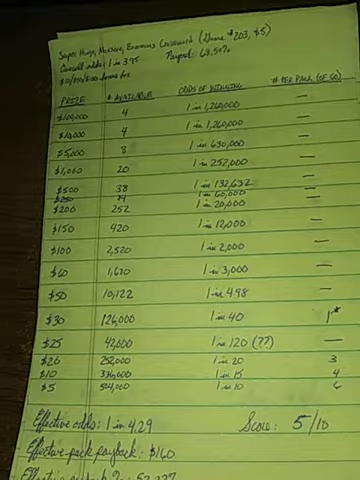 Super Huge, Massive, Enormous Crossword (Game #203, $5)
Overall odds: 1 in 3.95 Payout: 68.50%
$10/$20/$100 bonus box
PRIZE # AVAILABLE ODDS OF WINNING # PER PACK (OF 60)
$100,000 4 1 in 1,260,000 —
$10,000 4 1 in 1,260,000 —
$5,000 8 1 in 630,000 —
$1,000 20 1 in 252,000 —
$500 38 1 in 132,632 —
$250 84 1 in 60,000 —
$200 252 1 in 20,000 —
$150 420 1 in 12,000 —
$100 2,520 1 in 2,000 —
$60 1,680 1 in 3,000 —
$50 10,122 1 in 498 —
$30 126,000 1 in 40 1*
$25 42,000 1 in 120 (??) —
$20 252,000 1 in 20 3
$10 336,000 1 in 15 4
$5 504,000 1 in 10 6
Effective odds: 1 in 4.29 Score: 5/10
Effective pack payback: $160